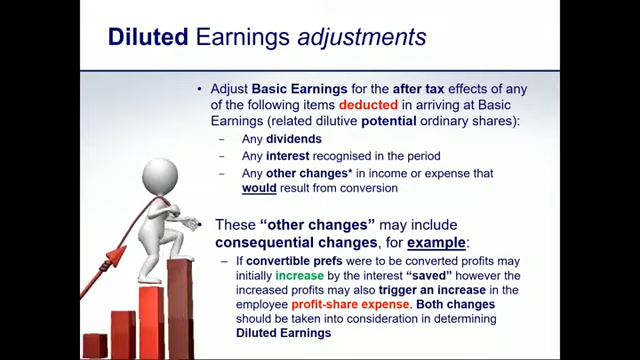 Diluted Earnings adjustments
• Adjust Basic Earnings for the after tax effects of any
of the following items deducted in arriving at Basic
Earnings (related dilutive potential ordinary shares):
– Any dividends
– Any interest recognised in the period
– Any other changes* in income or expense that
would result from conversion
• These “other changes” may include
consequential changes, for example:
– If convertible prefs were to be converted profits may
initially increase by the interest “saved” however the
increased profits may also trigger an increase in the
employee profit-share expense. Both changes
should be taken into consideration in determining
Diluted Earnings